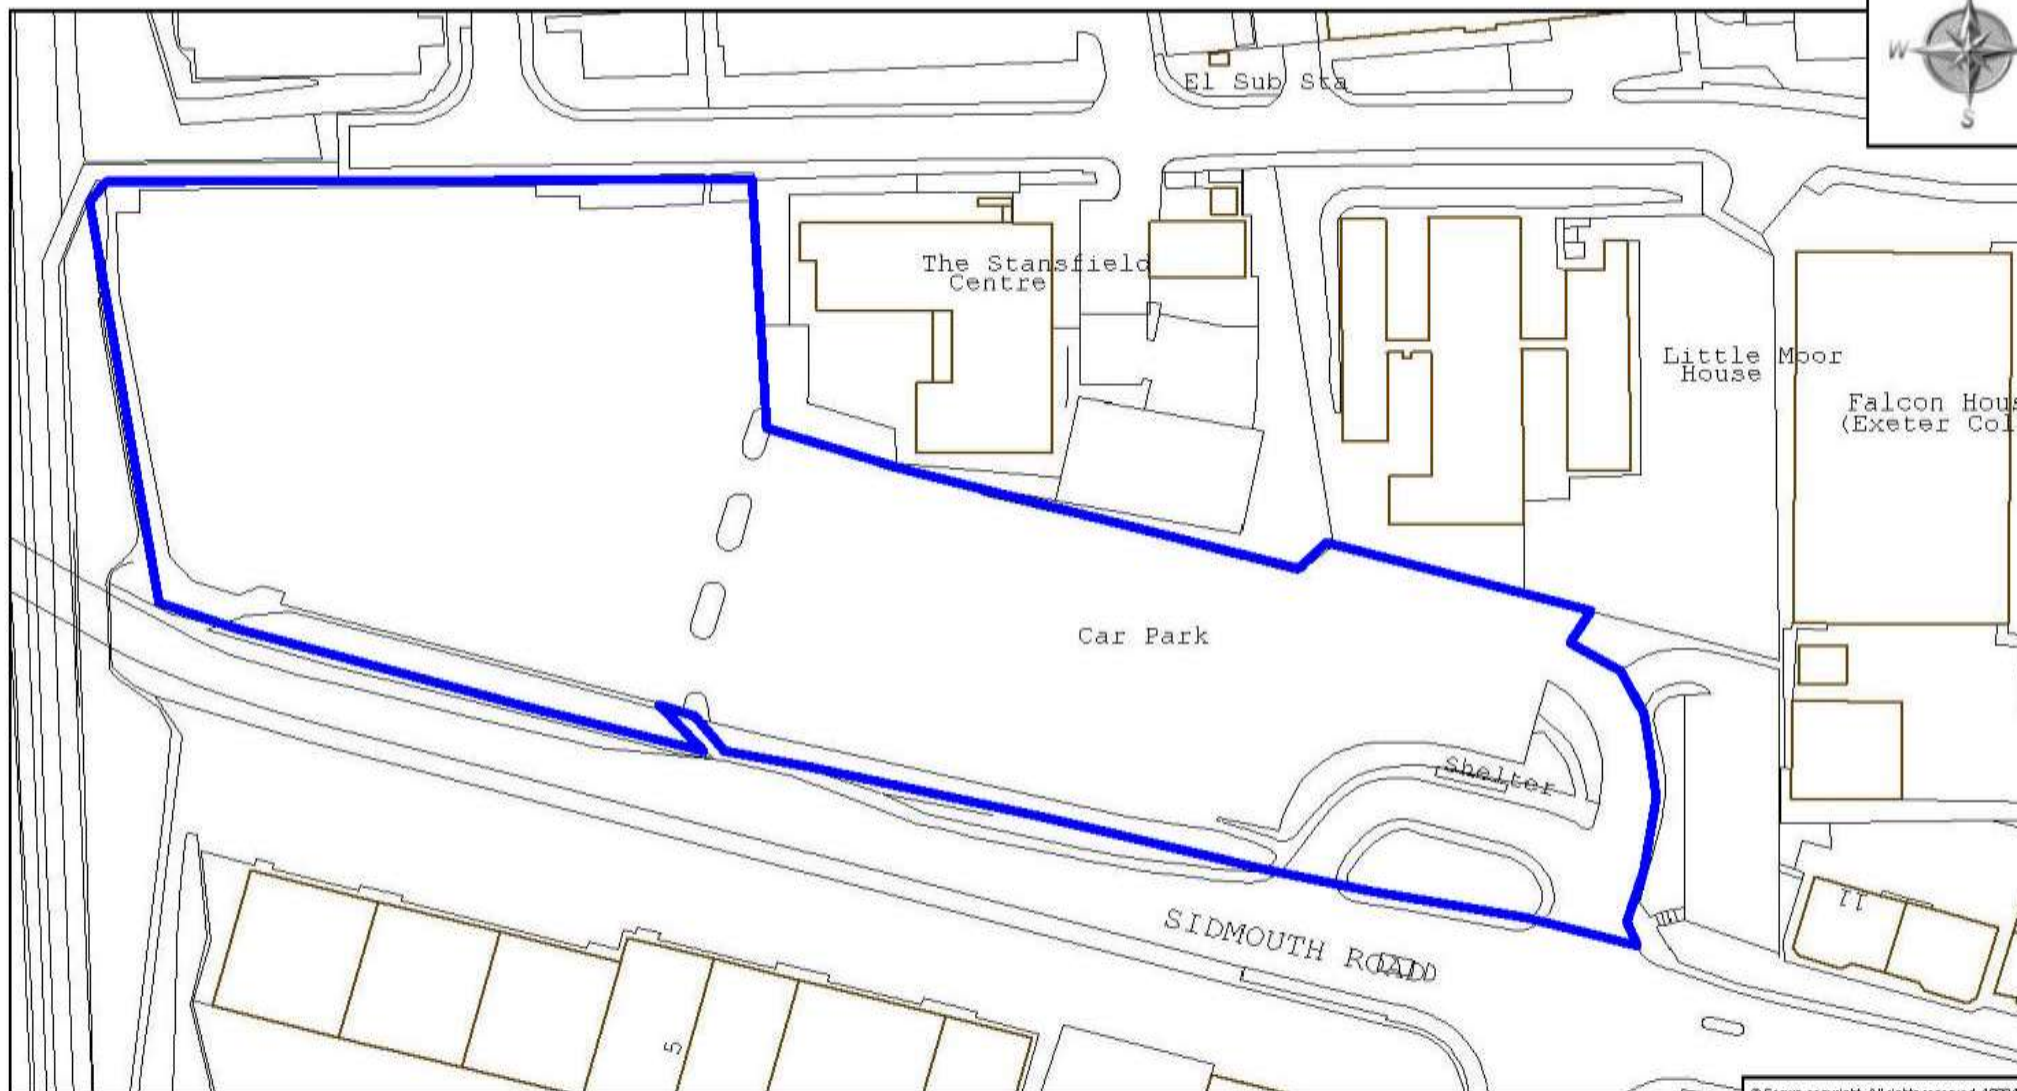 W
S
El Sub Sta
The Stansfield
Centre
Little Moor
House
Falcon Hous
(Exeter Col
Car Park
Shelter
SIDMOUTH ROAD
11
5